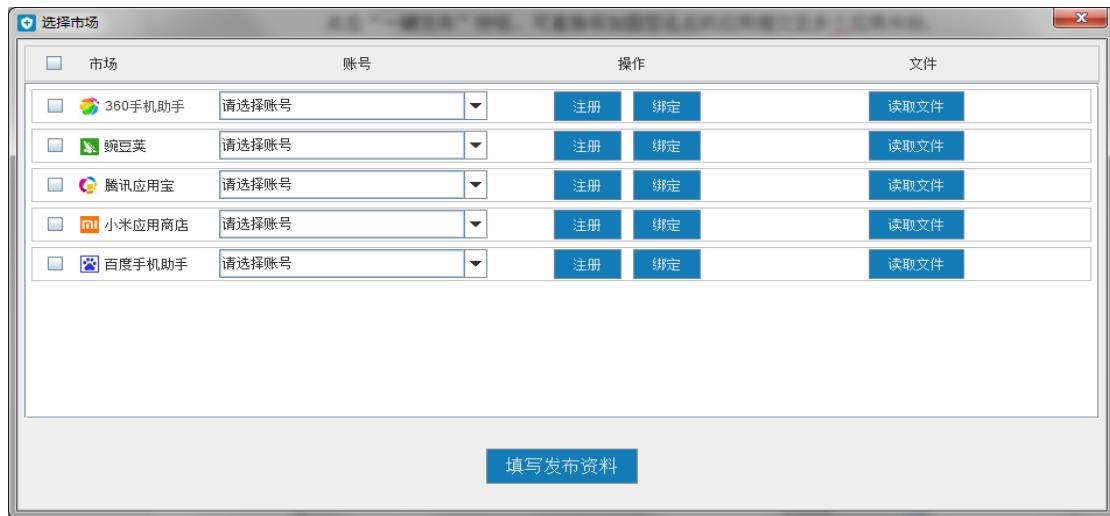 选择市场
市场 账号 操作 文件
360手机助手 请选择账号 注册 绑定 读取文件
豌豆荚 请选择账号 注册 绑定 读取文件
腾讯应用宝 请选择账号 注册 绑定 读取文件
小米应用商店 请选择账号 注册 绑定 读取文件
百度手机助手 请选择账号 注册 绑定 读取文件
填写发布资料